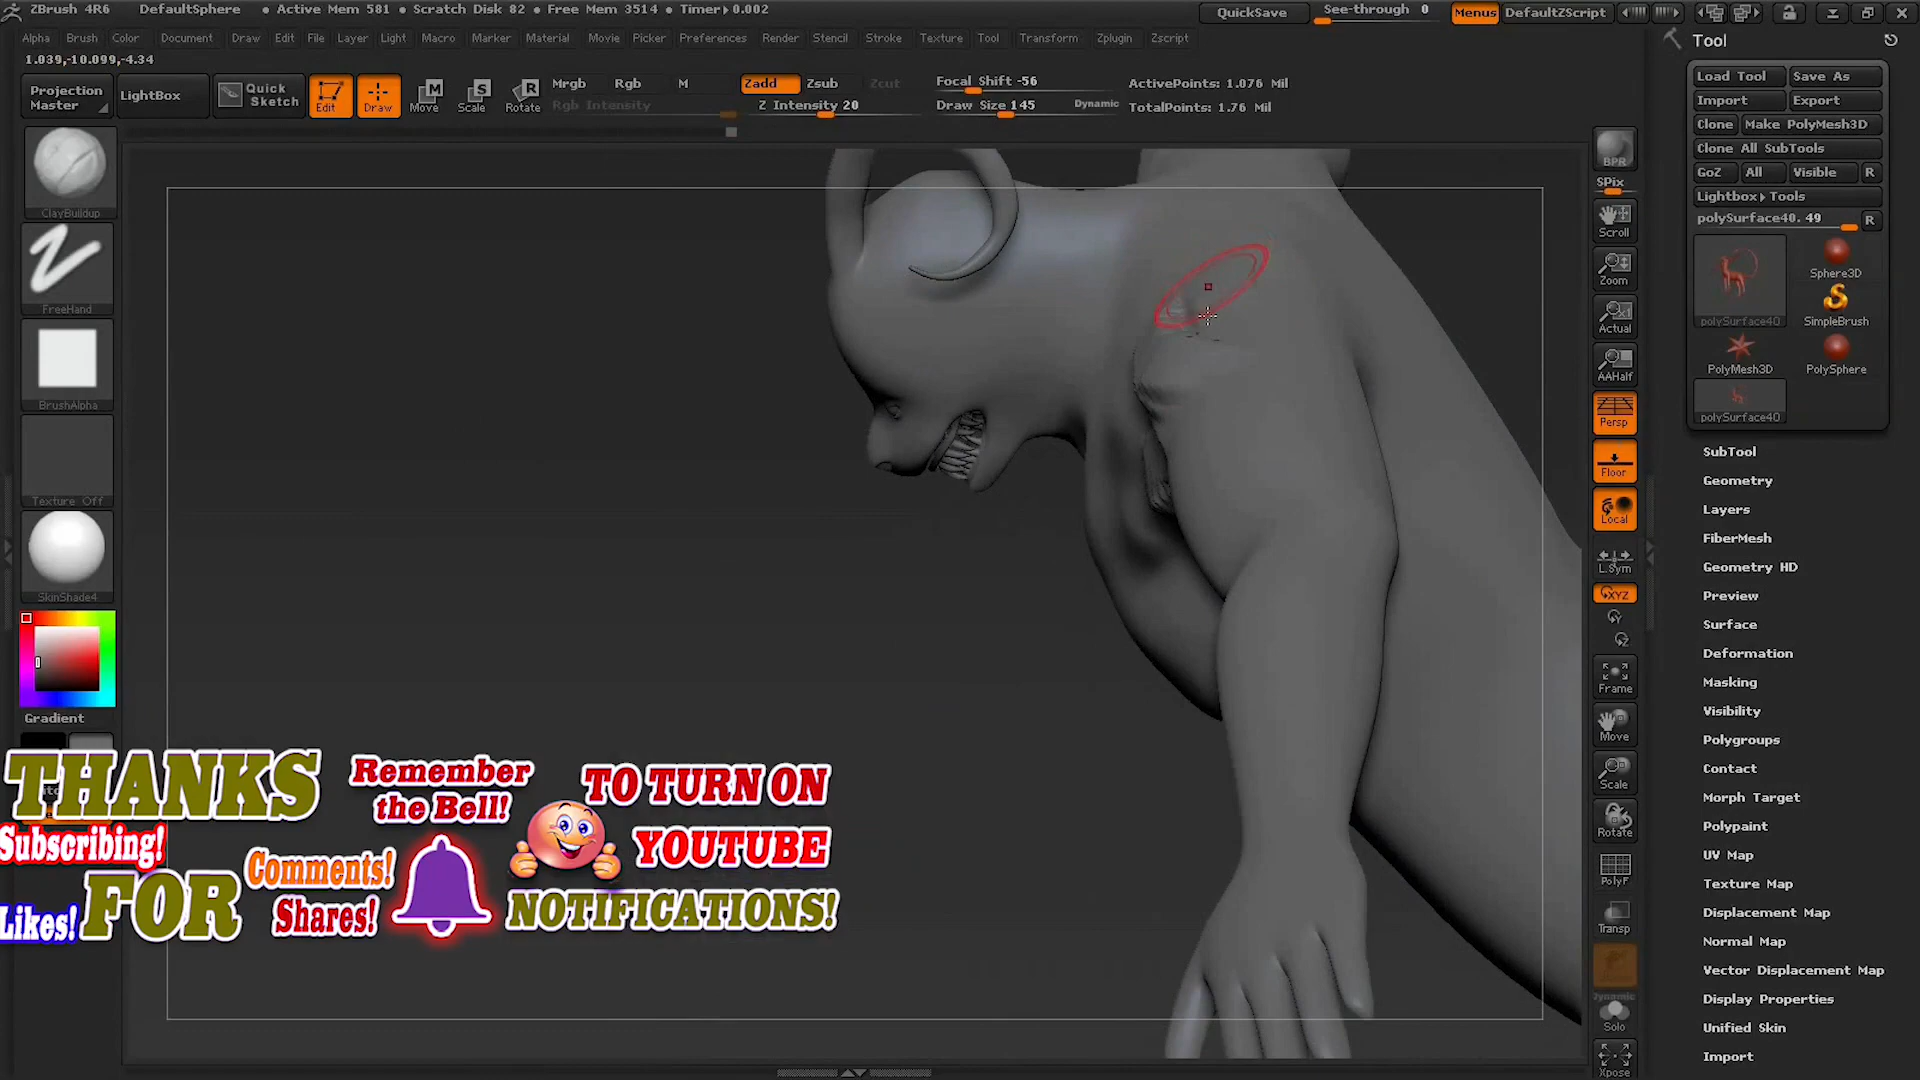 ZBrush 4R6 DefaultSphere • Active Mem 581 • Scratch Disk 82 • Free Mem 3514 • Timer▸0.002 QuickSave See-through 0 Menus DefaultZScript
Alpha Brush Color Document Draw Edit File Layer Light Macro Marker Material Movie Picker Preferences Render Stencil Stroke Texture Tool Transform Zplugin Zscript
1.039,-10.099,-4.34
Projection Master
LightBox
Quick Sketch
Edit
Draw
Move
Scale
Rotate
Mrgb Rgb M
Rgb Intensity
Zadd Zsub Zcut
Z Intensity 20
Focal Shift -56
Draw Size 145 Dynamic
ActivePoints: 1.076 Mil
TotalPoints: 1.76 Mil
ClayBuildup
FreeHand
BrushAlpha
Texture Off
SkinShade4
Gradient
THANKS
Subscribing!
Likes!
FOR
Remember
the Bell!
Comments!
Shares!
TO TURN ON
YOUTUBE
NOTIFICATIONS!
BPR
SPix
Scroll
Zoom
Actual
AAHalf
Persp
Floor
Local
L.Sym
XYZ
Frame
Move
Scale
Rotate
PolyF
Transp
Dynamic
Solo
Xpose
Tool
Load Tool Save As
Import Export
Clone Make PolyMesh3D
Clone All SubTools
GoZ All Visible R
Lightbox▸Tools
polySurface40. 49 R
polySurface40
Sphere3D
SimpleBrush
PolyMesh3D
PolySphere
polySurface40
SubTool
Geometry
Layers
FiberMesh
Geometry HD
Preview
Surface
Deformation
Masking
Visibility
Polygroups
Contact
Morph Target
Polypaint
UV Map
Texture Map
Displacement Map
Normal Map
Vector Displacement Map
Display Properties
Unified Skin
Import